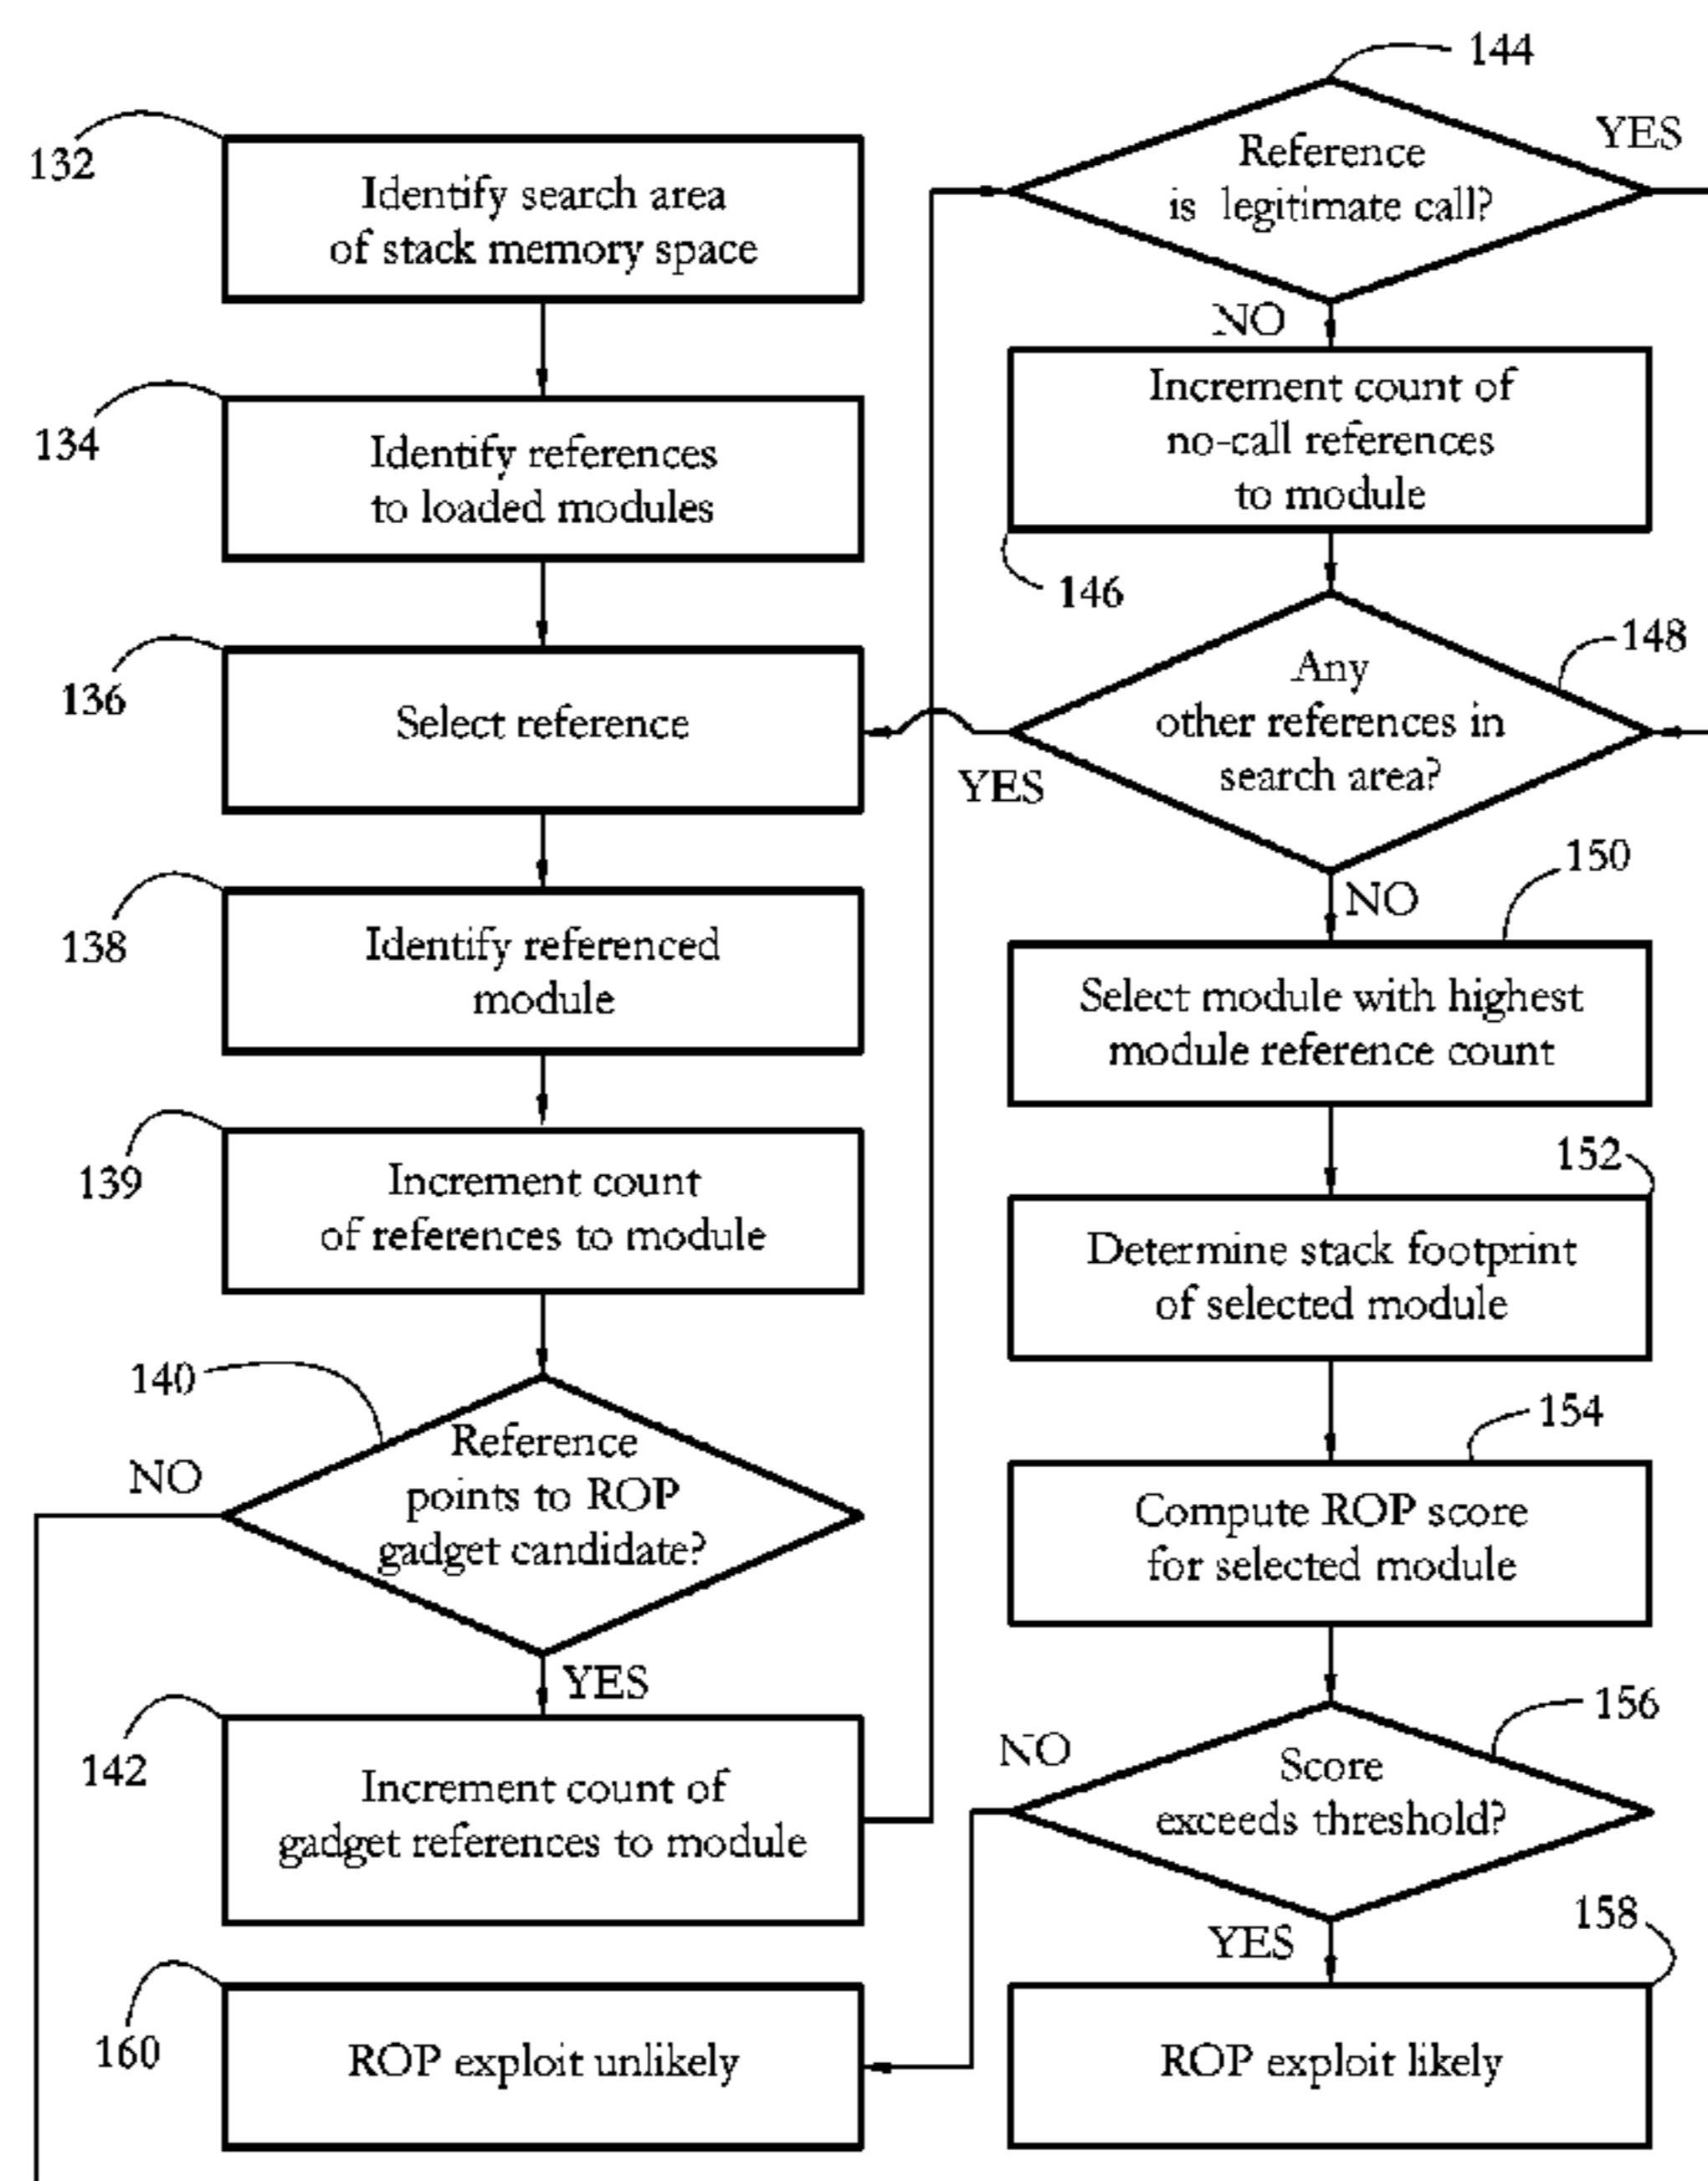 132
Identify search area
of stack memory space
134
Identify references
to loaded modules
136
Select reference
138
Identify referenced
module
139
Increment count
of references to module
140
Reference
points to ROP
gadget candidate?
NO
YES
142
Increment count of
gadget references to module
160
ROP exploit unlikely
144
Reference
is legitimate call?
YES
NO
Increment count of
no-call references
to module
146
148
Any
other references in
search area?
YES
NO
150
Select module with highest
module reference count
152
Determine stack footprint
of selected module
154
Compute ROP score
for selected module
156
Score
exceeds threshold?
NO
YES
158
ROP exploit likely